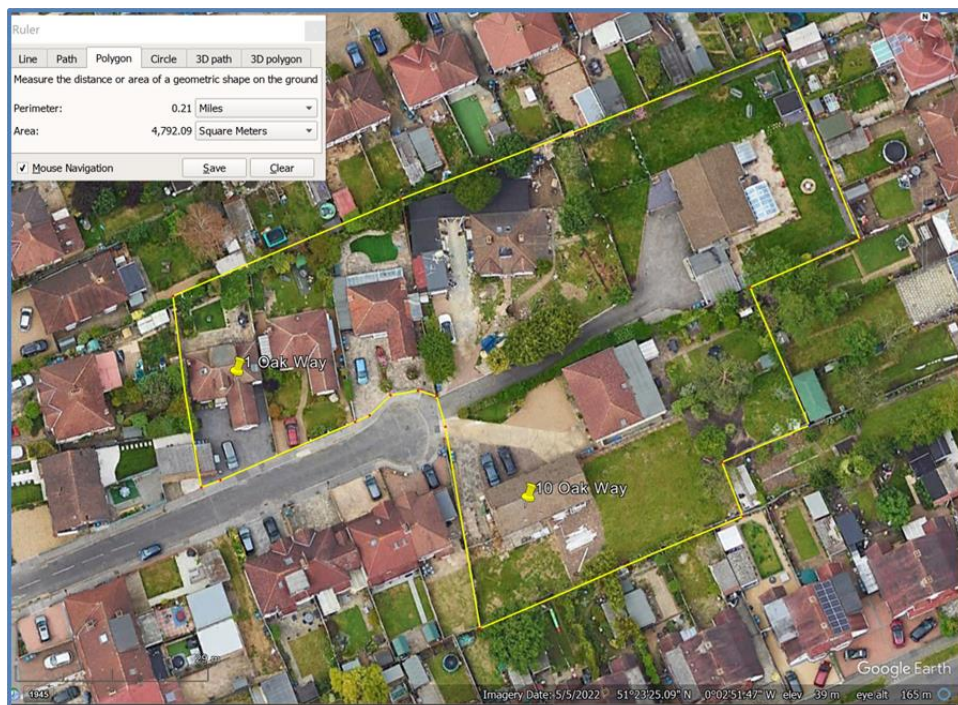 Ruler
Line Path Polygon Circle 3D path 3D polygon
Measure the distance or area of a geometric shape on the ground
Perimeter: 0.21 Miles
Area: 4,792.09 Square Meters
Mouse Navigation Save Clear
N
1 Oak Way
10 Oak Way
Google Earth
1945
Imagery Date: 5/5/2022 51°23'25.09" N 0°02'51.47" W elev 39 m eye alt 165 m